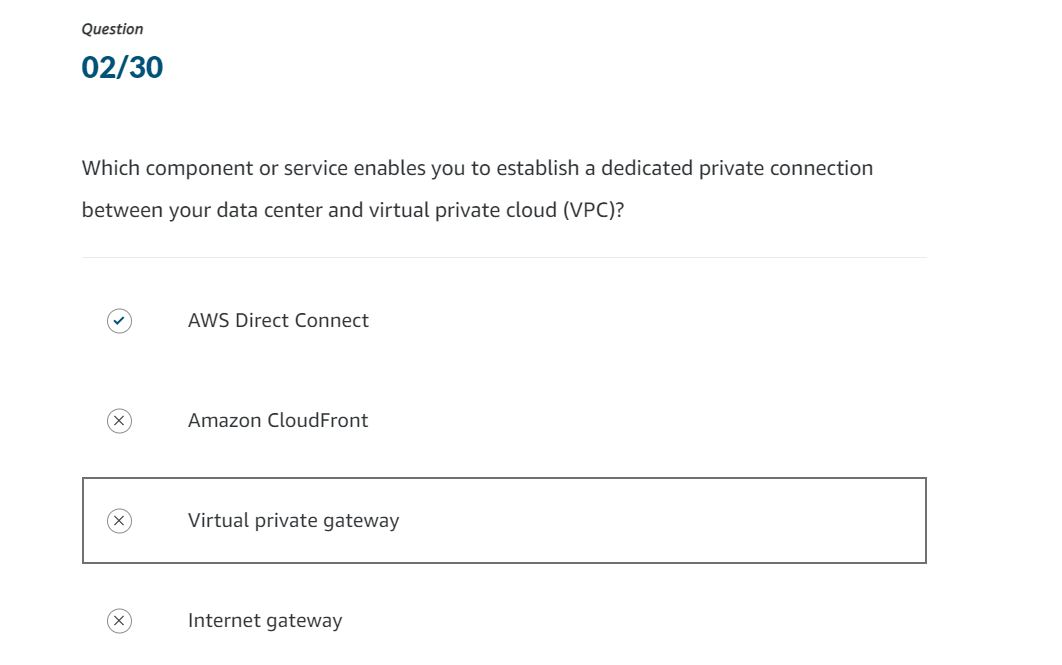 Question
02/30
Which component or service enables you to establish a dedicated private connection
between your data center and virtual private cloud (VPC)?
AWS Direct Connect
Amazon CloudFront
Virtual private gateway
Internet gateway